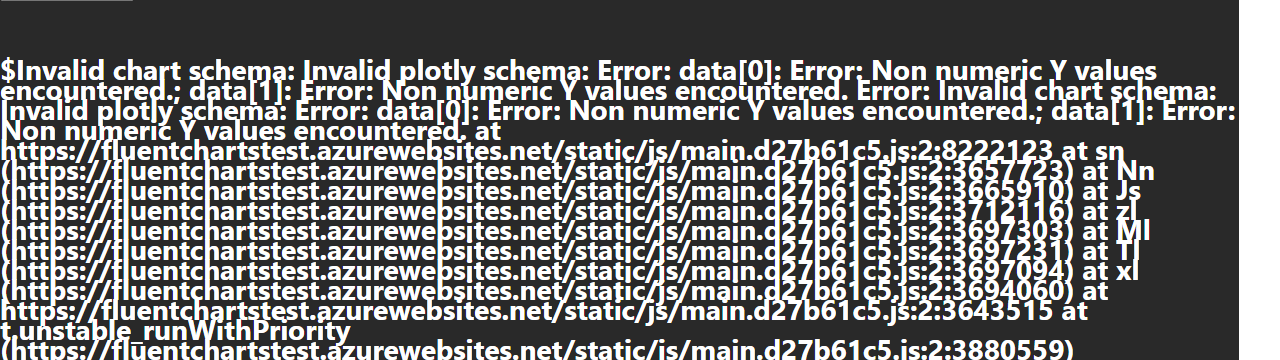 $Invalid chart schema: Invalid plotly schema: Error: data[0]: Error: Non numeric Y values
encountered.; data[1]: Error: Non numeric Y values encountered. Error: Invalid chart schema:
Invalid plotly schema: Error: data[0]: Error: Non numeric Y values encountered.; data[1]: Error:
Non numeric Y values encountered. at
https://fluentchartstest.azurewebsites.net/static/js/main.d27b61c5.js:2:8222123 at sn
(https://fluentchartstest.azurewebsites.net/static/js/main.d27b61c5.js:2:3657723) at Nn
(https://fluentchartstest.azurewebsites.net/static/js/main.d27b61c5.js:2:3665910) at Js
(https://fluentchartstest.azurewebsites.net/static/js/main.d27b61c5.js:2:3712116) at zl
(https://fluentchartstest.azurewebsites.net/static/js/main.d27b61c5.js:2:3697303) at Ml
(https://fluentchartstest.azurewebsites.net/static/js/main.d27b61c5.js:2:3697231) at Tl
(https://fluentchartstest.azurewebsites.net/static/js/main.d27b61c5.js:2:3697094) at xl
(https://fluentchartstest.azurewebsites.net/static/js/main.d27b61c5.js:2:3694060) at
https://fluentchartstest.azurewebsites.net/static/js/main.d27b61c5.js:2:3643515 at
t.unstable_runWithPriority
(https://fluentchartstest.azurewebsites.net/static/js/main.d27b61c5.js:2:3880559)